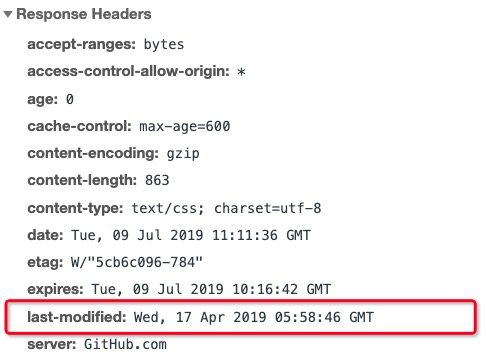 Response Headers
accept-ranges: bytes
access-control-allow-origin: *
age: 0
cache-control: max-age=600
content-encoding: gzip
content-length: 863
content-type: text/css; charset=utf-8
date: Tue, 09 Jul 2019 11:11:36 GMT
etag: W/"5cb6c096-784"
expires: Tue, 09 Jul 2019 10:16:42 GMT
last-modified: Wed, 17 Apr 2019 05:58:46 GMT
server: GitHub.com